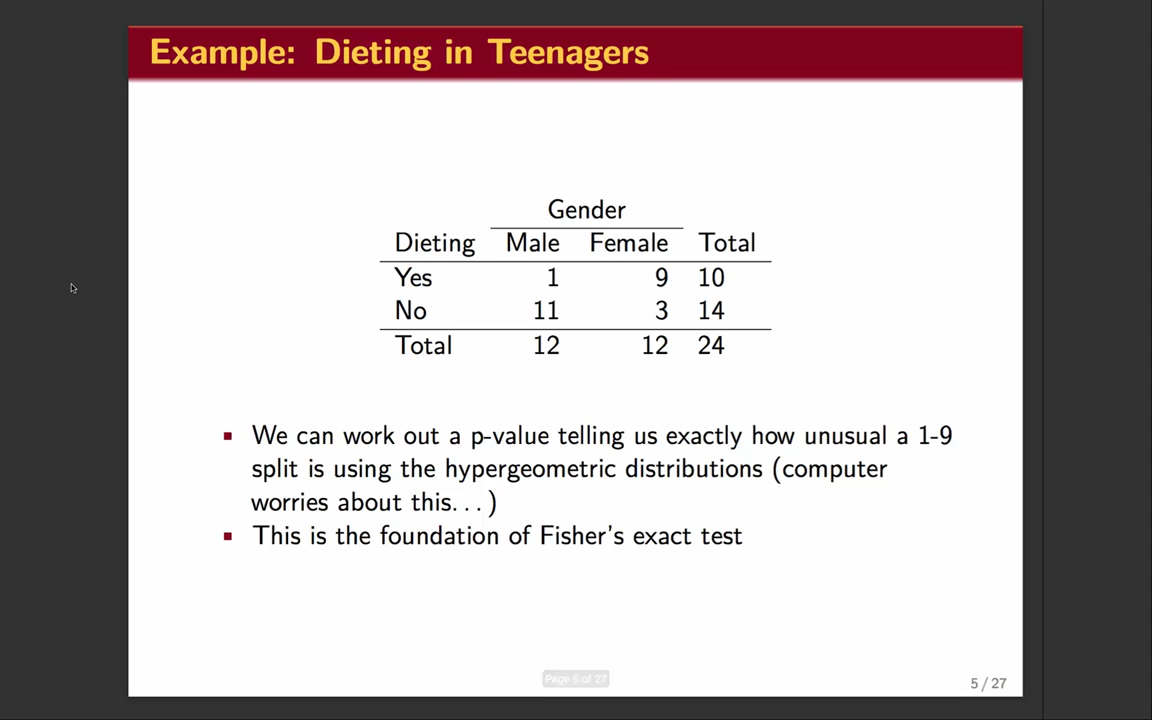 Example: Dieting in Teenagers
Gender
Dieting Male Female Total
Yes 1 9 10
No 11 3 14
Total 12 12 24
We can work out a p-value telling us exactly how unusual a 1-9
split is using the hypergeometric distributions (computer
worries about this. . . )
This is the foundation of Fisher's exact test
Page 5 of 27
5 / 27